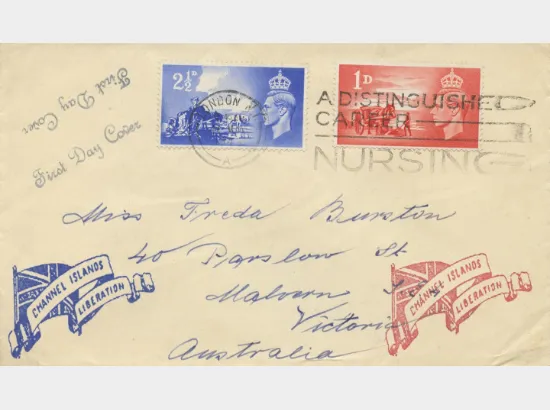 First Day Cover
First Day Cover
2½D
1D
LONDON
A
A DISTINGUISHED
CAREER
NURSING
Miss Freda Burston
40 Parslow St
Malvern
Victoria
Australia
CHANNEL ISLANDS
LIBERATION
CHANNEL ISLANDS
LIBERATION